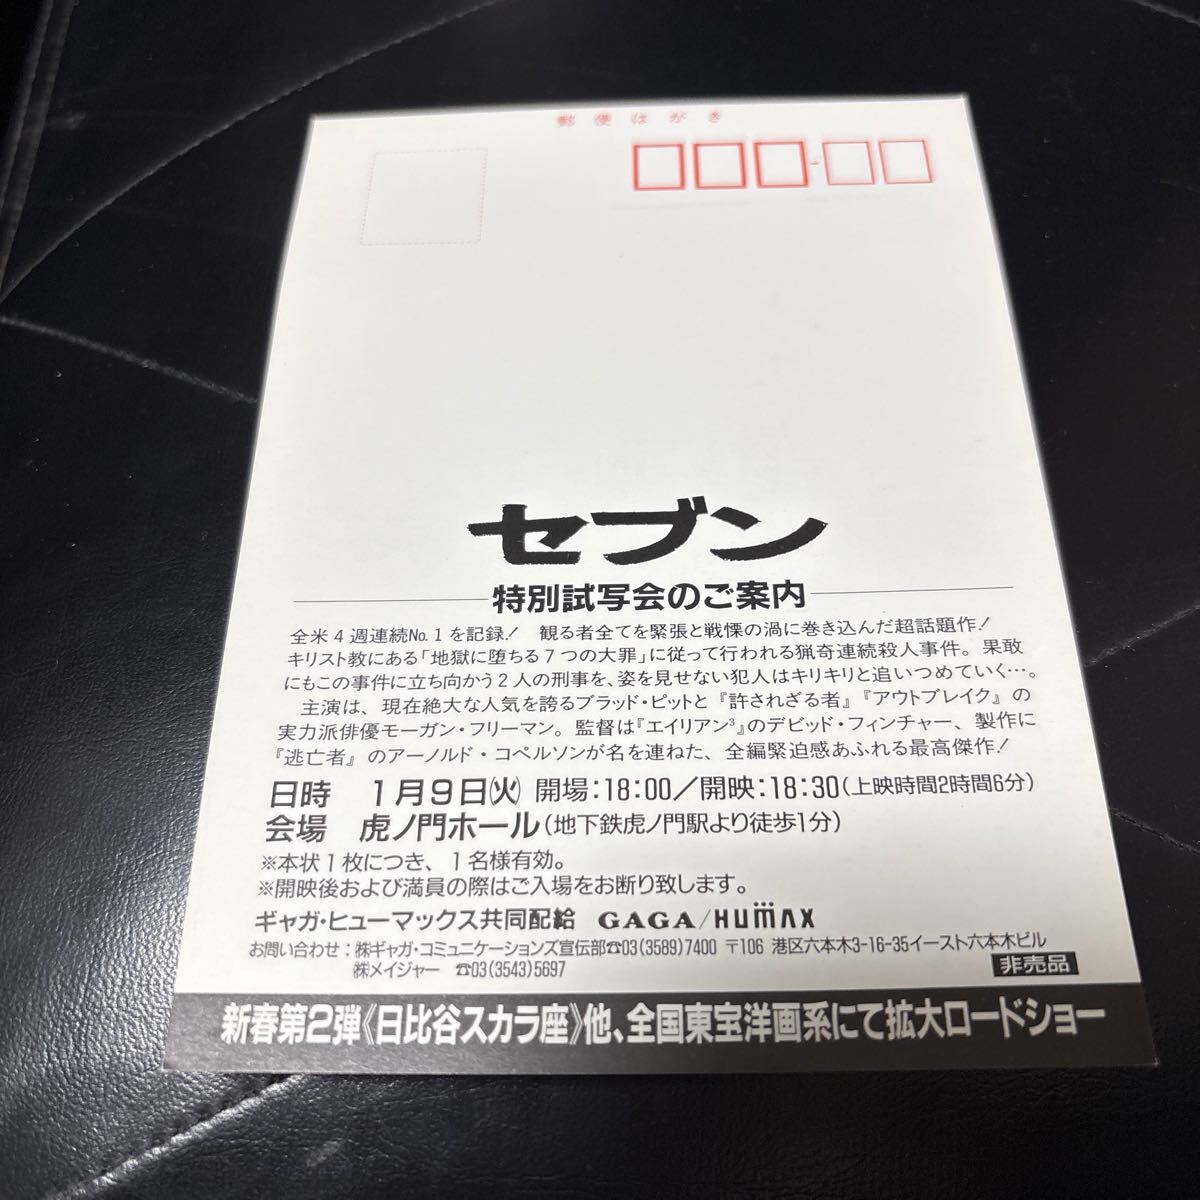 郵便はがき
セブン
特別試写会のご案内
全米4週連続No.1を記録! 観る者全てを緊張と戦慄の渦に巻き込んだ超話題作!
キリスト教にある「地獄に堕ちる7つの大罪」に従って行われる猟奇連続殺人事件。果敢
にもこの事件に立ち向かう2人の刑事を、姿を見せない犯人はキリキリと追いつめていく…。
主演は、現在絶大な人気を誇るブラッド・ピットと『許されざる者』『アウトブレイク』の
実力派俳優モーガン・フリーマン。監督は『エイリアン³』のデビッド・フィンチャー、製作に
『逃亡者』のアーノルド・コペルソンが名を連ねた、全編緊迫感あふれる最高傑作!
日時 1月9日㈫ 開場:18:00/開映:18:30(上映時間2時間6分)
会場 虎ノ門ホール(地下鉄虎ノ門駅より徒歩1分)
※本状1枚につき、1名様有効。
※開映後および満員の際はご入場をお断り致します。
ギャガ・ヒューマックス共同配給 GAGA/HUMAX
お問い合わせ:㈱ギャガ・コミュニケーションズ宣伝部☎03(3589)7400 〒106 港区六本木3-16-35イースト六本木ビル
㈱メイジャー ☎03(3543)5697
非売品
新春第2弾《日比谷スカラ座》他、全国東宝洋画系にて拡大ロードショー